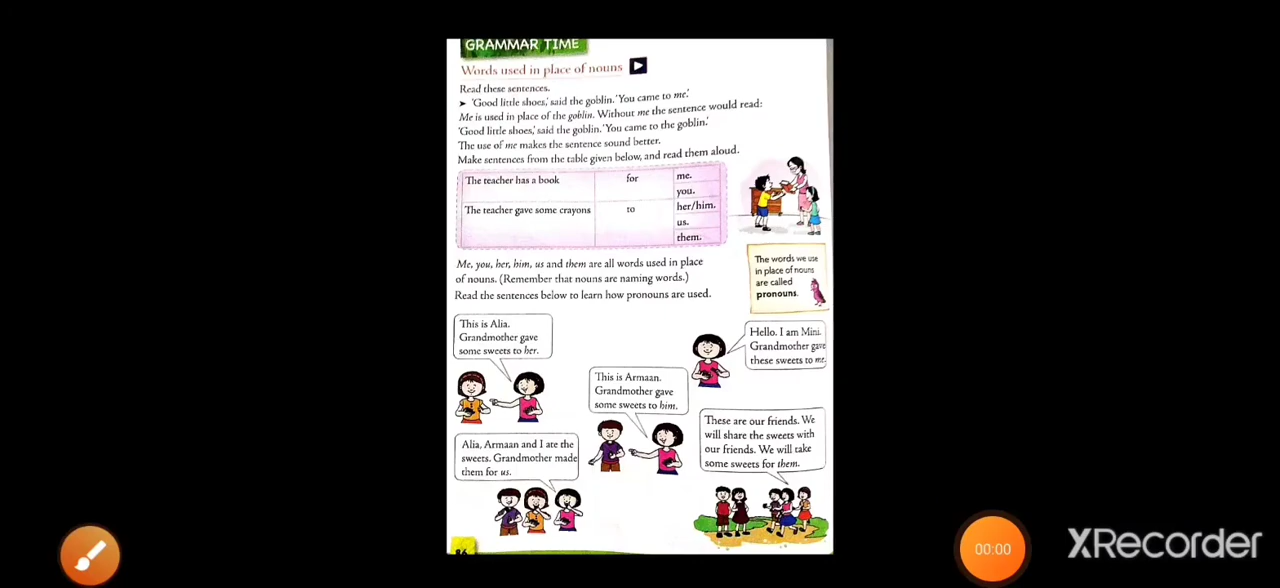 GRAMMAR TIME
Words used in place of nouns
Read these sentences.
➤ 'Good little shoes,' said the goblin. 'You came to me.'
Me is used in place of the goblin. Without me the sentence would read:
'Good little shoes,' said the goblin. 'You came to the goblin.'
The use of me makes the sentence sound better.
Make sentences from the table given below, and read them aloud.
The teacher has a book for me.
you.
The teacher gave some crayons to her/him.
us.
them.
Me, you, her, him, us and them are all words used in place
of nouns. (Remember that nouns are naming words.)
Read the sentences below to learn how pronouns are used.
The words we use
in place of nouns
are called
pronouns.
This is Alia.
Grandmother gave
some sweets to her.
Hello. I am Mini.
Grandmother gave
these sweets to me.
This is Armaan.
Grandmother gave
some sweets to him.
Alia, Armaan and I ate the
sweets. Grandmother made
them for us.
These are our friends. We
will share the sweets with
our friends. We will take
some sweets for them.
86
00:00
XRecorder